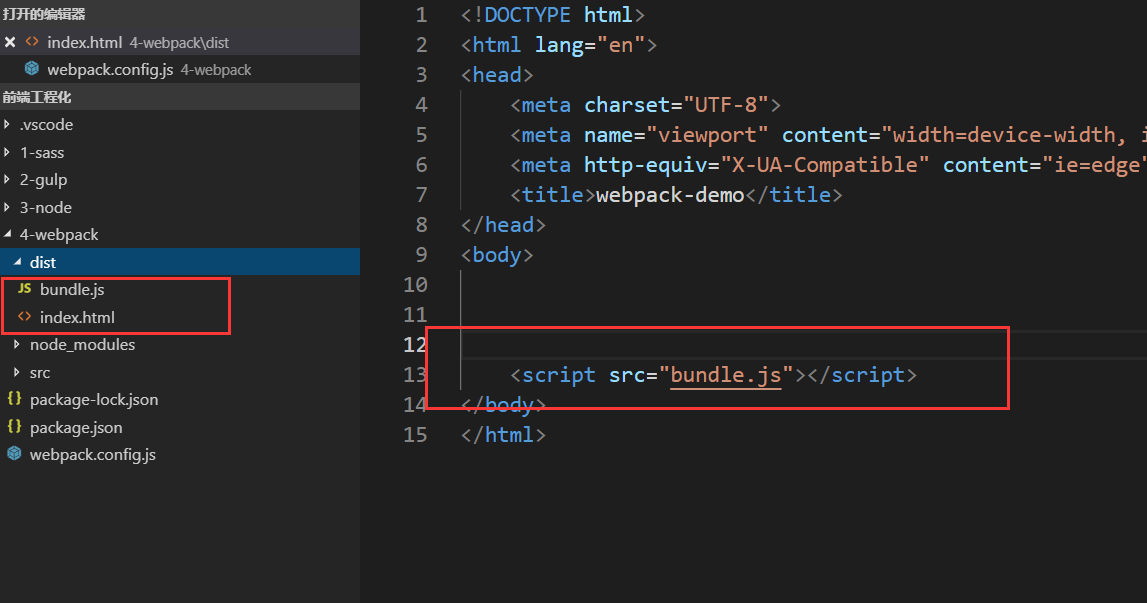 打开的编辑器
index.html 4-webpack\dist
webpack.config.js 4-webpack
前端工程化
.vscode
1-sass
2-gulp
3-node
4-webpack
dist
JS bundle.js
<> index.html
node_modules
src
{} package-lock.json
{} package.json
webpack.config.js
1 <!DOCTYPE html>
2 <html lang="en">
3 <head>
4 <meta charset="UTF-8">
5 <meta name="viewport" content="width=device-width, i
6 <meta http-equiv="X-UA-Compatible" content="ie=edge"
7 <title>webpack-demo</title>
8 </head>
9 <body>
10
11
12
13 <script src="bundle.js"></script>
14 </body>
15 </html>